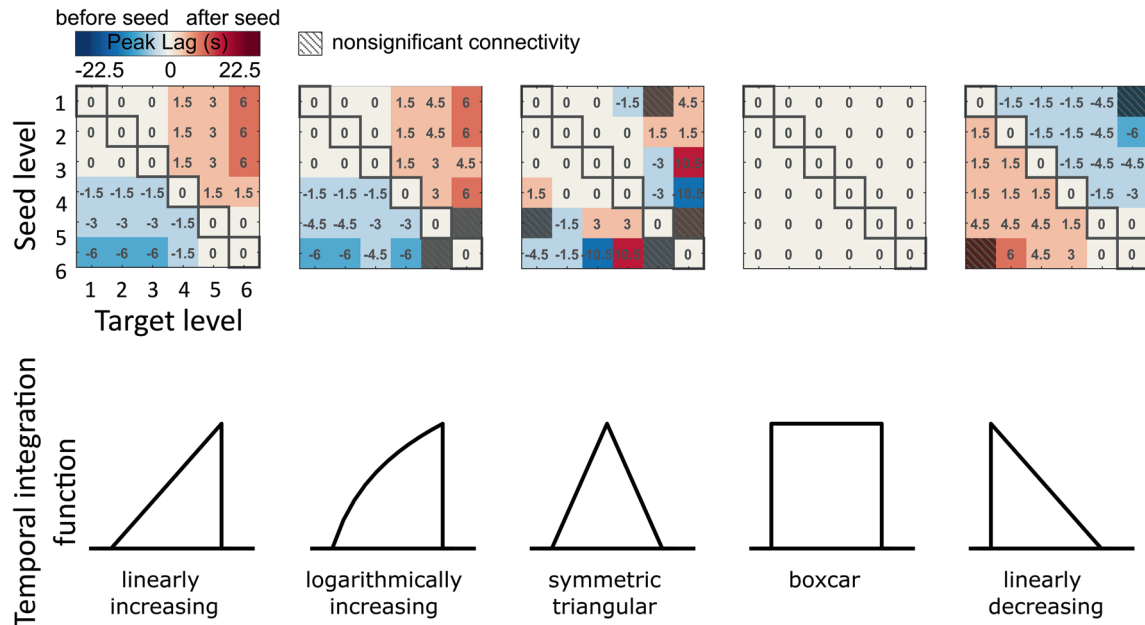 before seed after seed
Peak Lag (s)
-22.5 0 22.5
nonsignificant connectivity
Seed level
1 0 0 0 1.5 3 6 0 0 0 1.5 4.5 6 0 0 0 -1.5 4.5 0 0 0 0 0 0 0 -1.5 -1.5 -1.5 -4.5
2 0 0 0 1.5 3 6 0 0 0 1.5 4.5 6 0 0 0 0 1.5 1.5 0 0 0 0 0 0 1.5 0 -1.5 -1.5 -1.5 -6
3 0 0 0 1.5 3 6 0 0 0 1.5 3 4.5 0 0 0 0 -3 10.5 0 0 0 0 0 0 1.5 1.5 0 -1.5 -4.5 -4.5
4 -1.5 -1.5 -1.5 0 1.5 1.5 -1.5 -1.5 -1.5 0 3 6 1.5 0 0 0 -3 -10.5 0 0 0 0 0 0 1.5 1.5 1.5 0 -1.5 -3
5 -3 -3 -3 -1.5 0 0 -4.5 -4.5 -3 -3 0 -1.5 3 3 0 0 0 0 0 0 0 4.5 4.5 1.5 1.5 0 0
6 -6 -6 -6 -1.5 0 0 -6 -6 -4.5 -6 0 -4.5 -1.5 -10.5 10.5 0 0 0 0 0 0 0 6 4.5 3 0 0
1 2 3 4 5 6
Target level
Temporal integration
function
linearly
increasing
logarithmically
increasing
symmetric
triangular
boxcar
linearly
decreasing